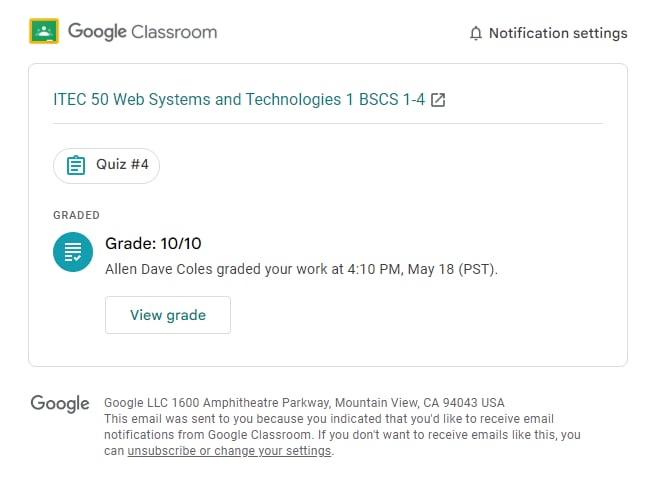 Google Classroom
Notification settings
ITEC 50 Web Systems and Technologies 1 BSCS 1-4
Quiz #4
GRADED
Grade: 10/10
Allen Dave Coles graded your work at 4:10 PM, May 18 (PST).
View grade
Google
Google LLC 1600 Amphitheatre Parkway, Mountain View, CA 94043 USA
This email was sent to you because you indicated that you'd like to receive email
notifications from Google Classroom. If you don't want to receive emails like this, you
can unsubscribe or change your settings.